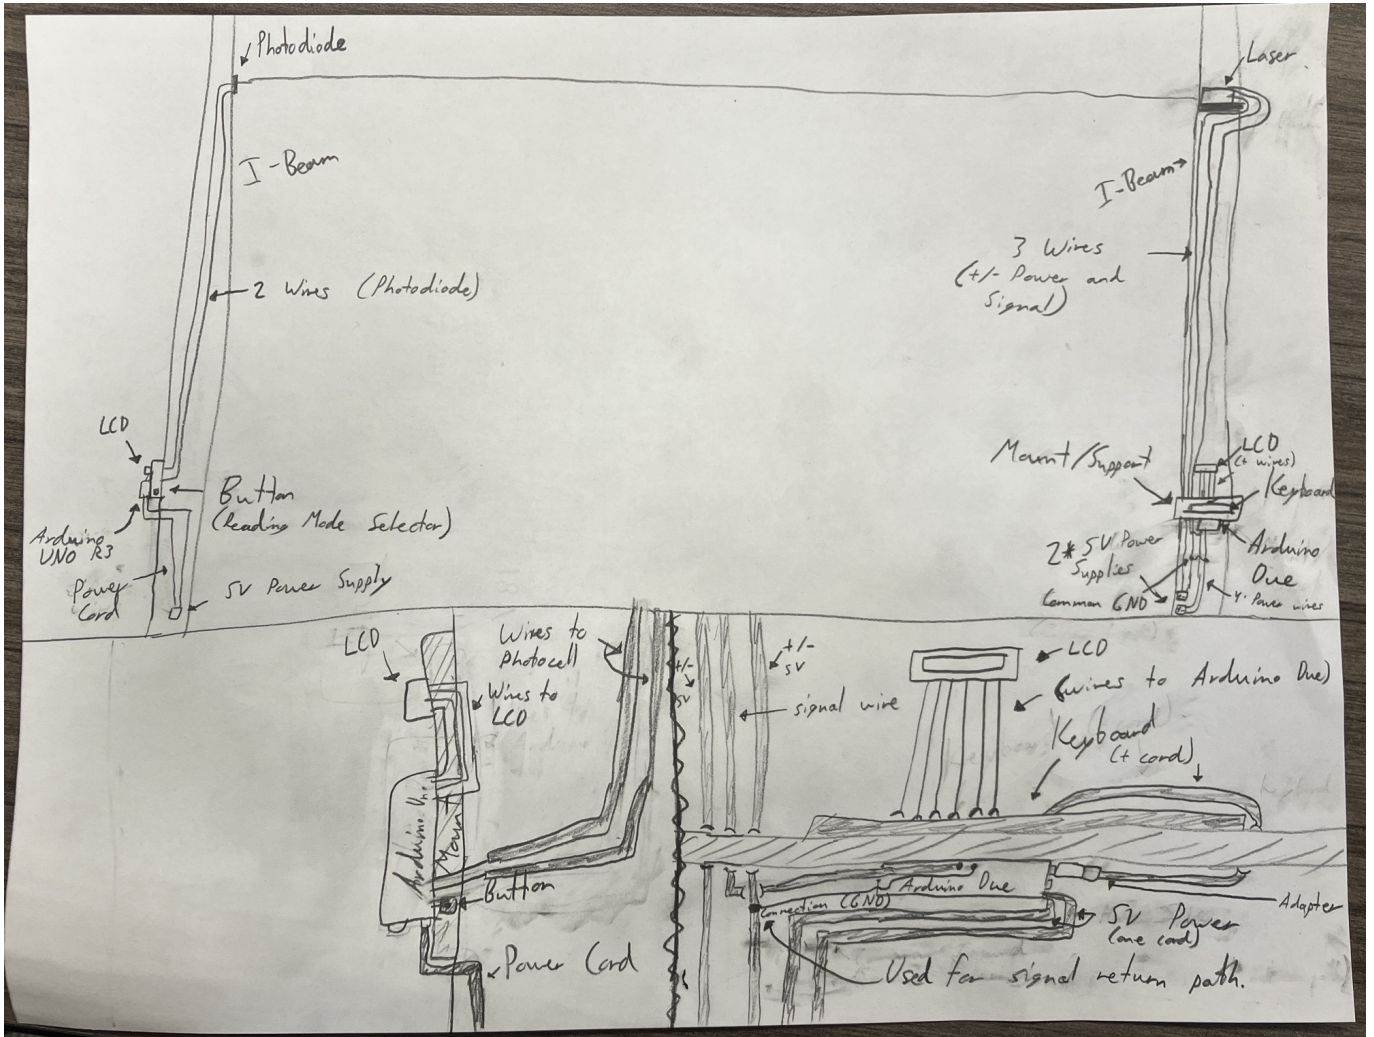 Photodiode
Laser
I-Beam
I-Beam
3 Wires
(+/- Power and
Signal)
2 Wires (Photodiode)
LCD
Button
(Reading Mode Selector)
Arduino
UNO R3
Power
Cord
5V Power Supply
Mount/Support
LCD
(+ wires)
Keyboard
2* 5V Power
Supplies
Arduino
Due
Common GND
Power wires
LCD
Wires to
Photocell
Wires to
LCD
Arduino Uno
Mount
Button
Power Cord
+/-
5V
+/-
5V
signal wire
LCD
(wires to Arduino Due)
Keyboard
(+ cord)
Arduino Due
Connection (GND)
Adapter
5V Power
(one cord)
Used for signal return path.